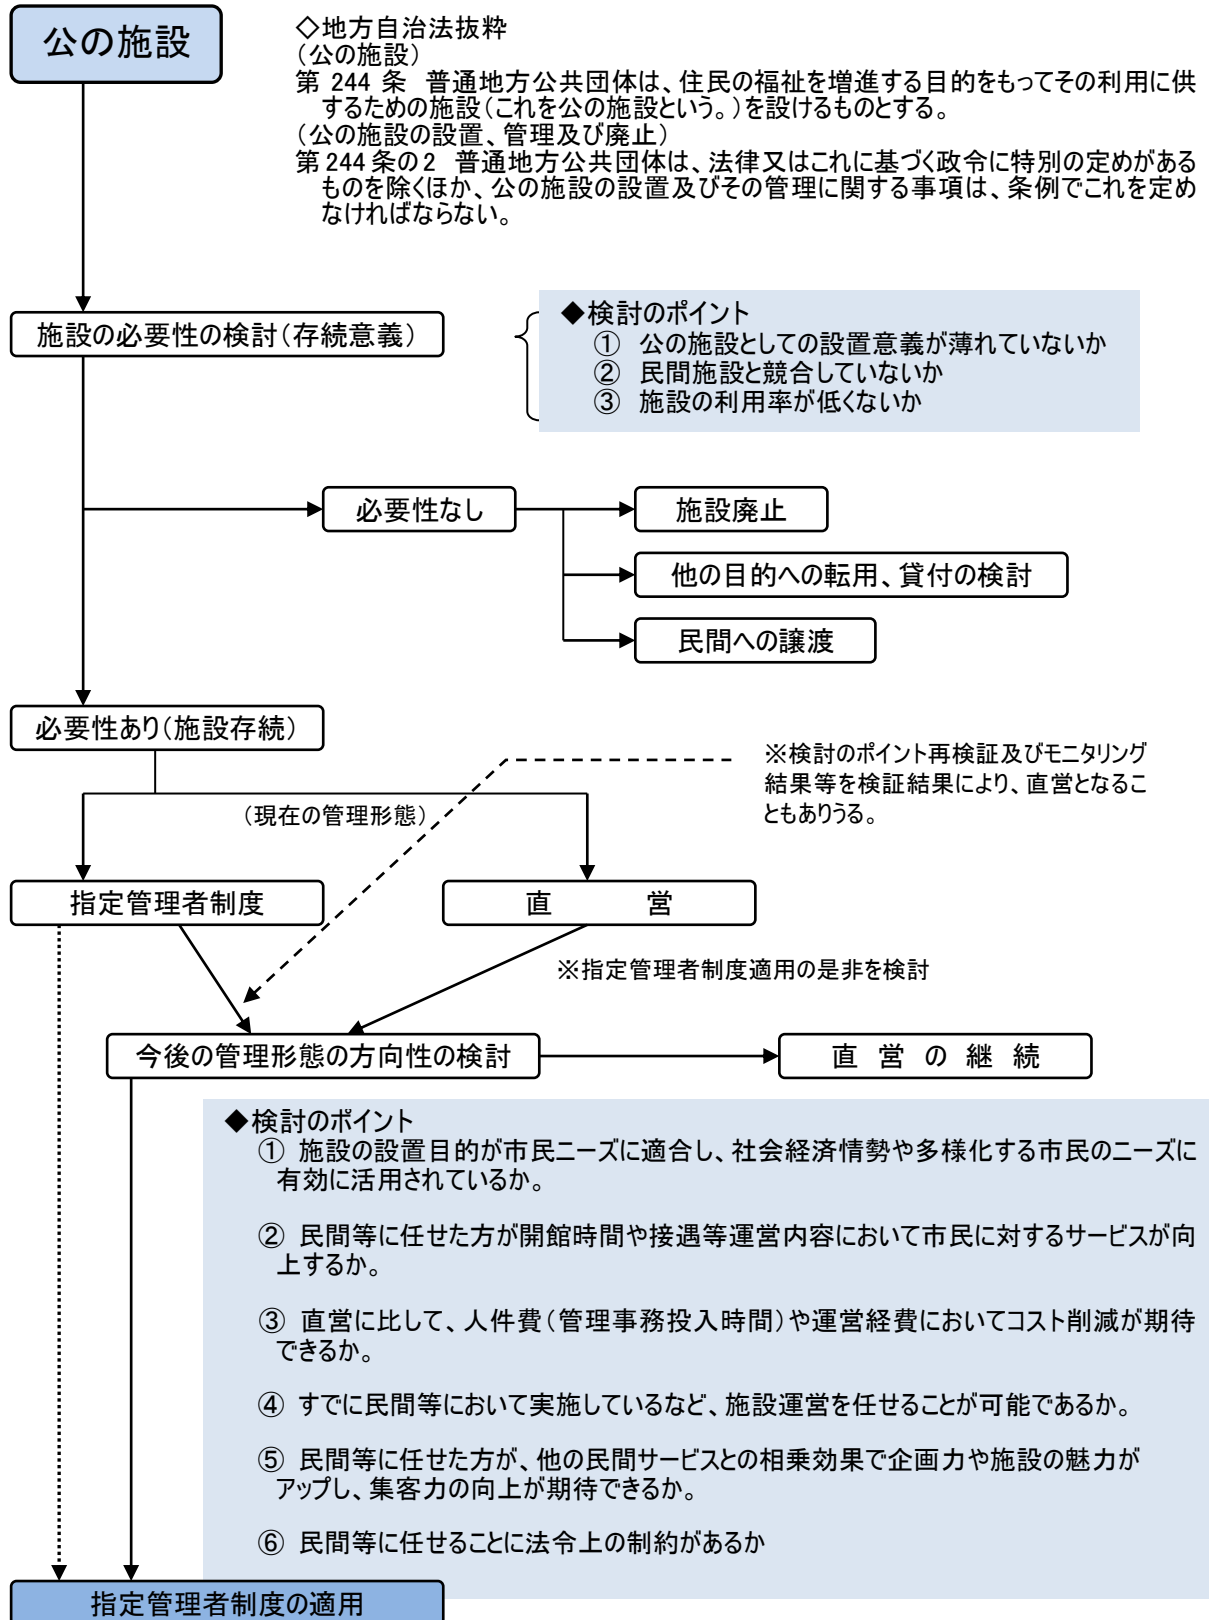 公の施設
◇地方自治法抜粋
（公の施設）
第 244 条　普通地方公共団体は、住民の福祉を増進する目的をもってその利用に供
するための施設（これを公の施設という。）を設けるものとする。
（公の施設の設置、管理及び廃止）
第 244 条の２　普通地方公共団体は、法律又はこれに基づく政令に特別の定めがある
ものを除くほか、公の施設の設置及びその管理に関する事項は、条例でこれを定め
なければならない。
施設の必要性の検討（存続意義）
◆検討のポイント
①　公の施設としての設置意義が薄れていないか
②　民間施設と競合していないか
③　施設の利用率が低くないか
必要性なし
施設廃止
他の目的への転用、貸付の検討
民間への譲渡
必要性あり（施設存続）
※検討のポイント再検証及びモニタリング
結果等を検証結果により、直営となるこ
ともありうる。
（現在の管理形態）
指定管理者制度
直　　　営
※指定管理者制度適用の是非を検討
今後の管理形態の方向性の検討
直 営 の 継 続
◆検討のポイント
① 施設の設置目的が市民ニーズに適合し、社会経済情勢や多様化する市民のニーズに
有効に活用されているか。
② 民間等に任せた方が開館時間や接遇等運営内容において市民に対するサービスが向
上するか。
③ 直営に比して、人件費（管理事務投入時間）や運営経費においてコスト削減が期待
できるか。
④ すでに民間等において実施しているなど、施設運営を任せることが可能であるか。
⑤ 民間等に任せた方が、他の民間サービスとの相乗効果で企画力や施設の魅力が
アップし、集客力の向上が期待できるか。
⑥ 民間等に任せることに法令上の制約があるか
指定管理者制度の適用